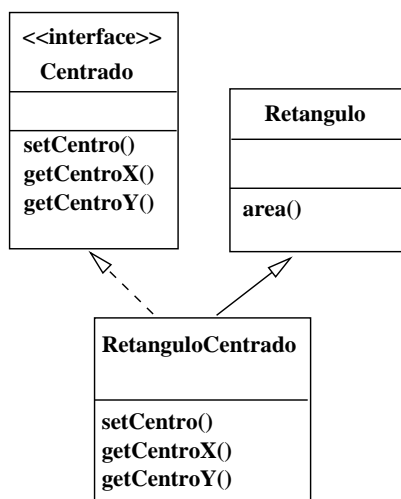 <<interface>>
Centrado
setCentro()
getCentroX()
getCentroY()
Retangulo
area()
RetanguloCentrado
setCentro()
getCentroX()
getCentroY()